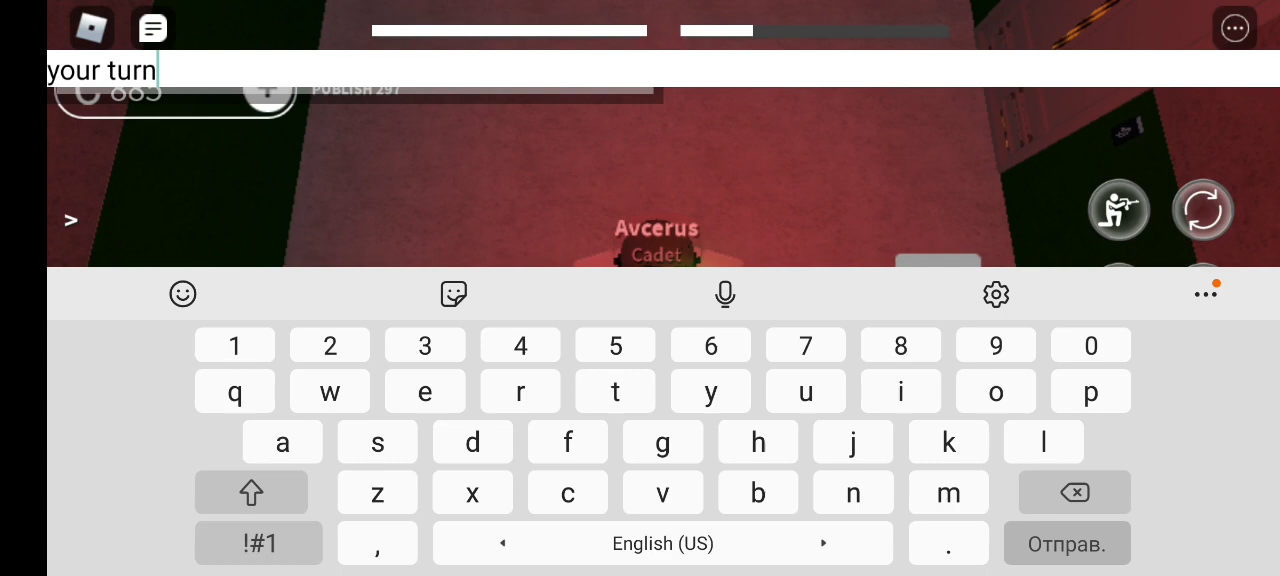 your turn
885
PUBLISH 297
>
Avcerus
Cadet
1 2 3 4 5 6 7 8 9 0
q w e r t y u i o p
a s d f g h j k l
z x c v b n m
!#1 , English (US) . Отправ.